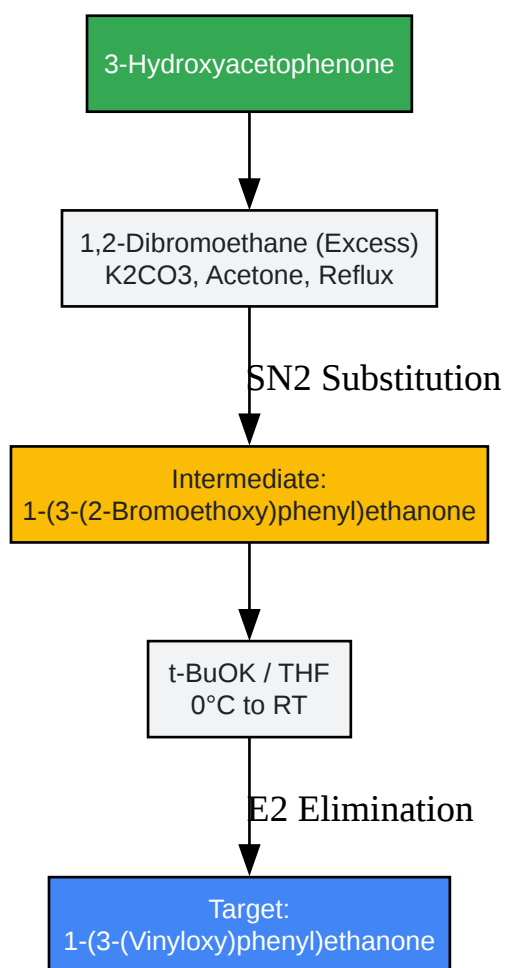 3-Hydroxyacetophenone
1,2-Dibromoethane (Excess)
K2CO3, Acetone, Reflux
SN2 Substitution
Intermediate:
1-(3-(2-Bromoethoxy)phenyl)ethanone
t-BuOK / THF
0°C to RT
E2 Elimination
Target:
1-(3-(Vinyloxy)phenyl)ethanone